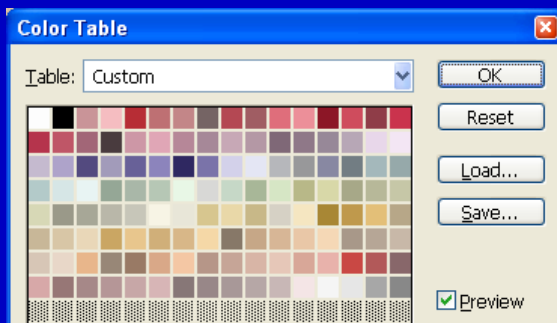 Color Table
Table: Custom
OK
Reset
Load...
Save...
Preview